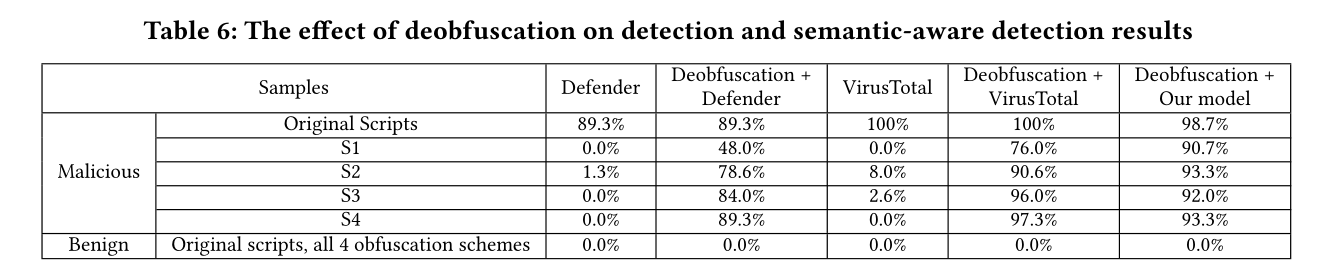 Table 6: The effect of deobfuscation on detection and semantic-aware detection results
Samples Defender Deobfuscation + Defender VirusTotal Deobfuscation + VirusTotal Deobfuscation + Our model
Malicious Original Scripts 89.3% 89.3% 100% 100% 98.7%
S1 0.0% 48.0% 0.0% 76.0% 90.7%
S2 1.3% 78.6% 8.0% 90.6% 93.3%
S3 0.0% 84.0% 2.6% 96.0% 92.0%
S4 0.0% 89.3% 0.0% 97.3% 93.3%
Benign Original scripts, all 4 obfuscation schemes 0.0% 0.0% 0.0% 0.0% 0.0%